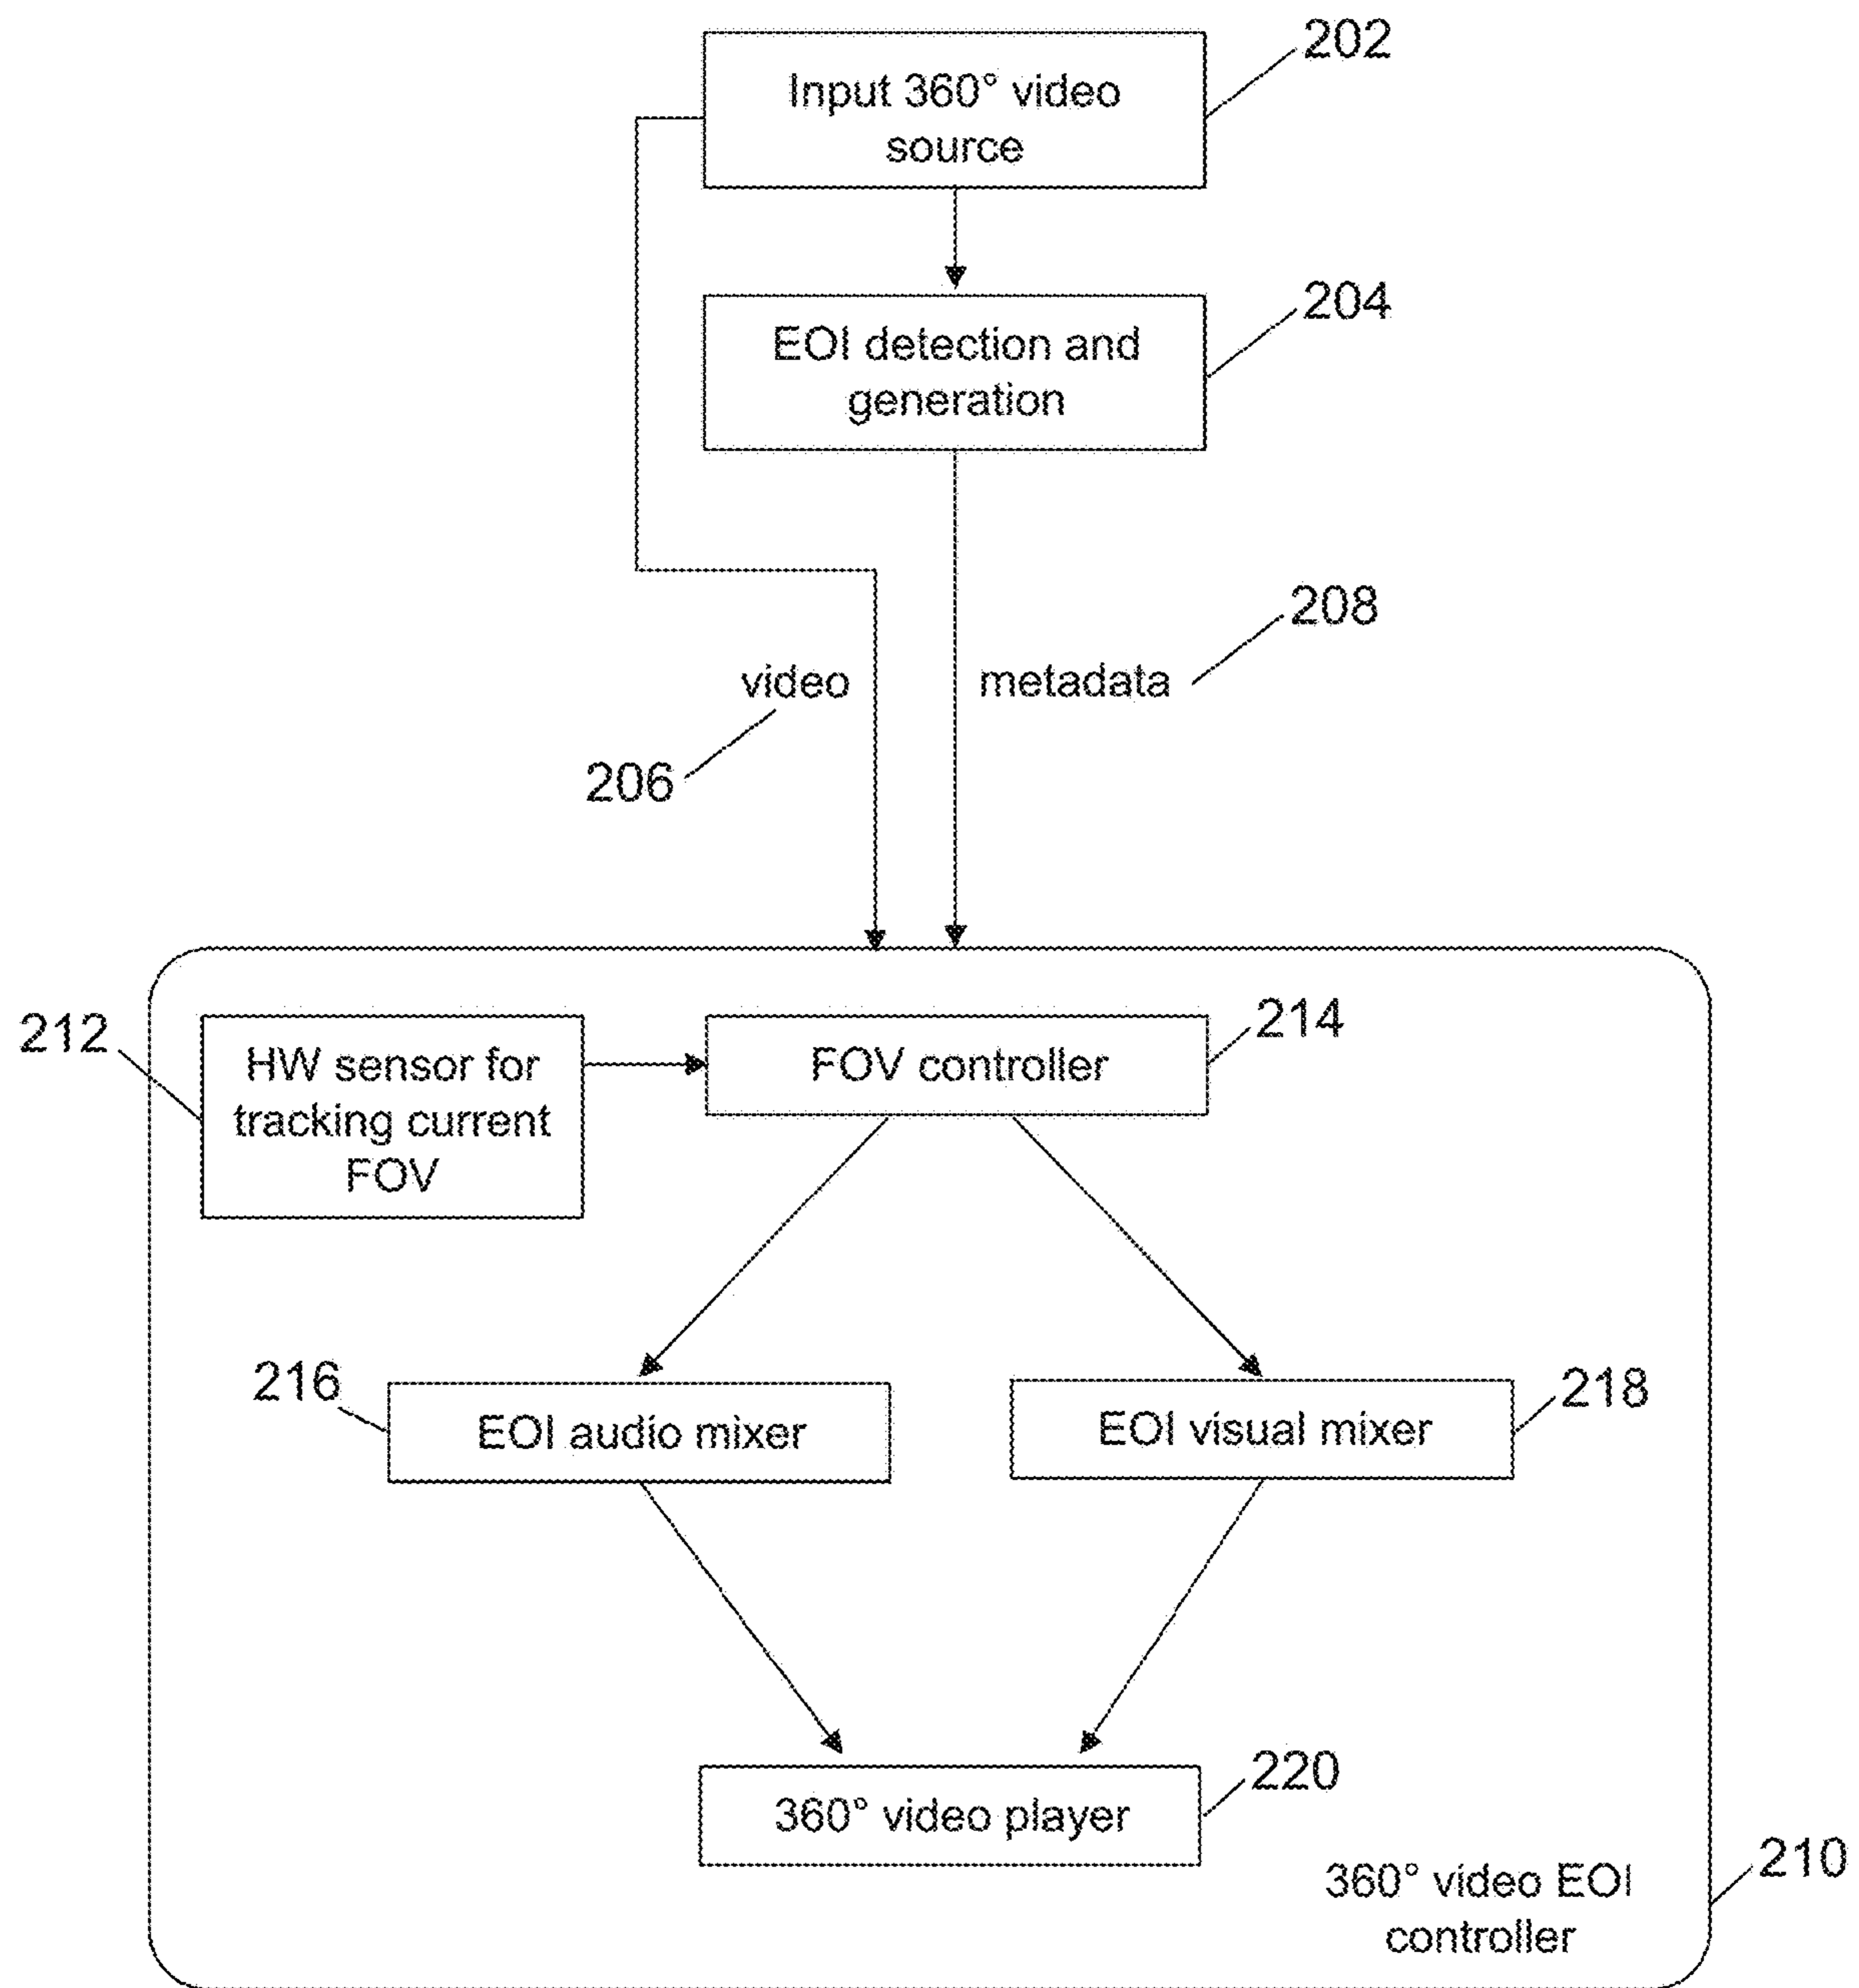 202
Input 360° video
source
204
EOI detection and
generation
208
video
metadata
206
212
HW sensor for
tracking current
FOV
FOV controller
214
216
EOI audio mixer
EOI visual mixer
218
360° video player
220
360° video EOI
controller
210